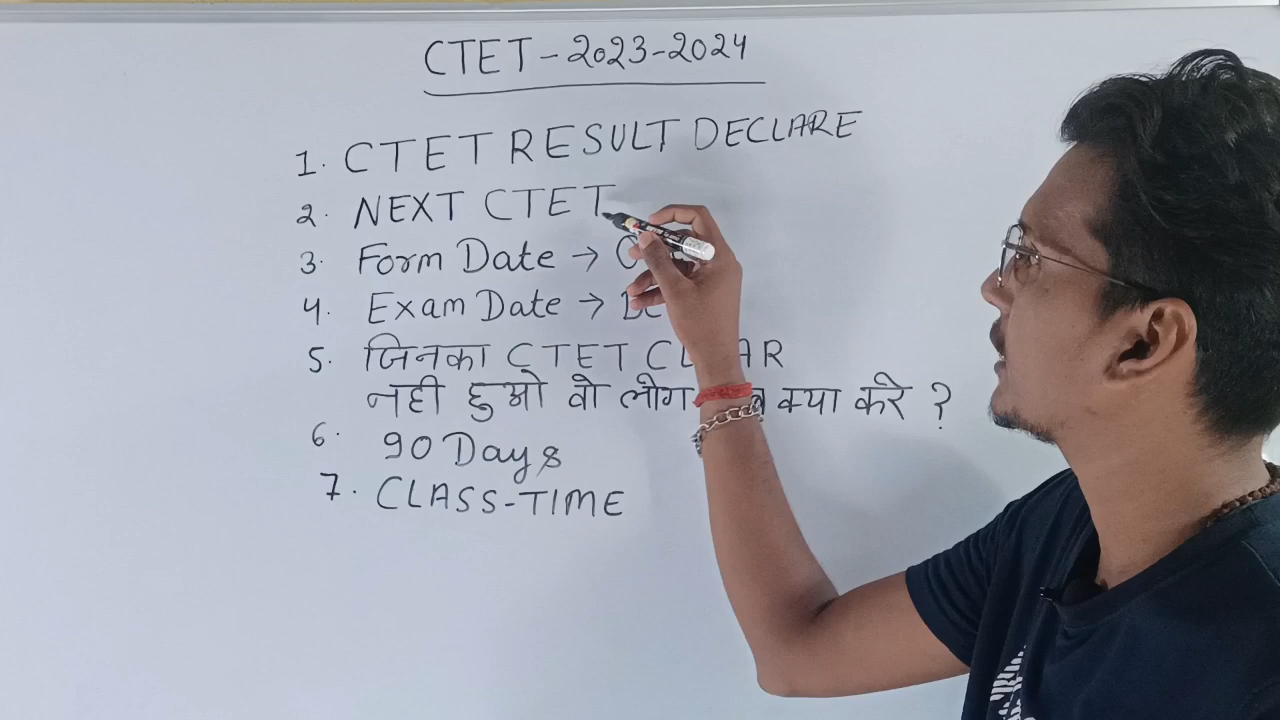 CTET - 2023-2024
1. CTET RESULT DECLARE
2. NEXT CTET
3. Form Date →
4. Exam Date →
5. जिनका CTET
नही हुओ वो लोग क्या करे ?
6. 90 Days
7. CLASS-TIME